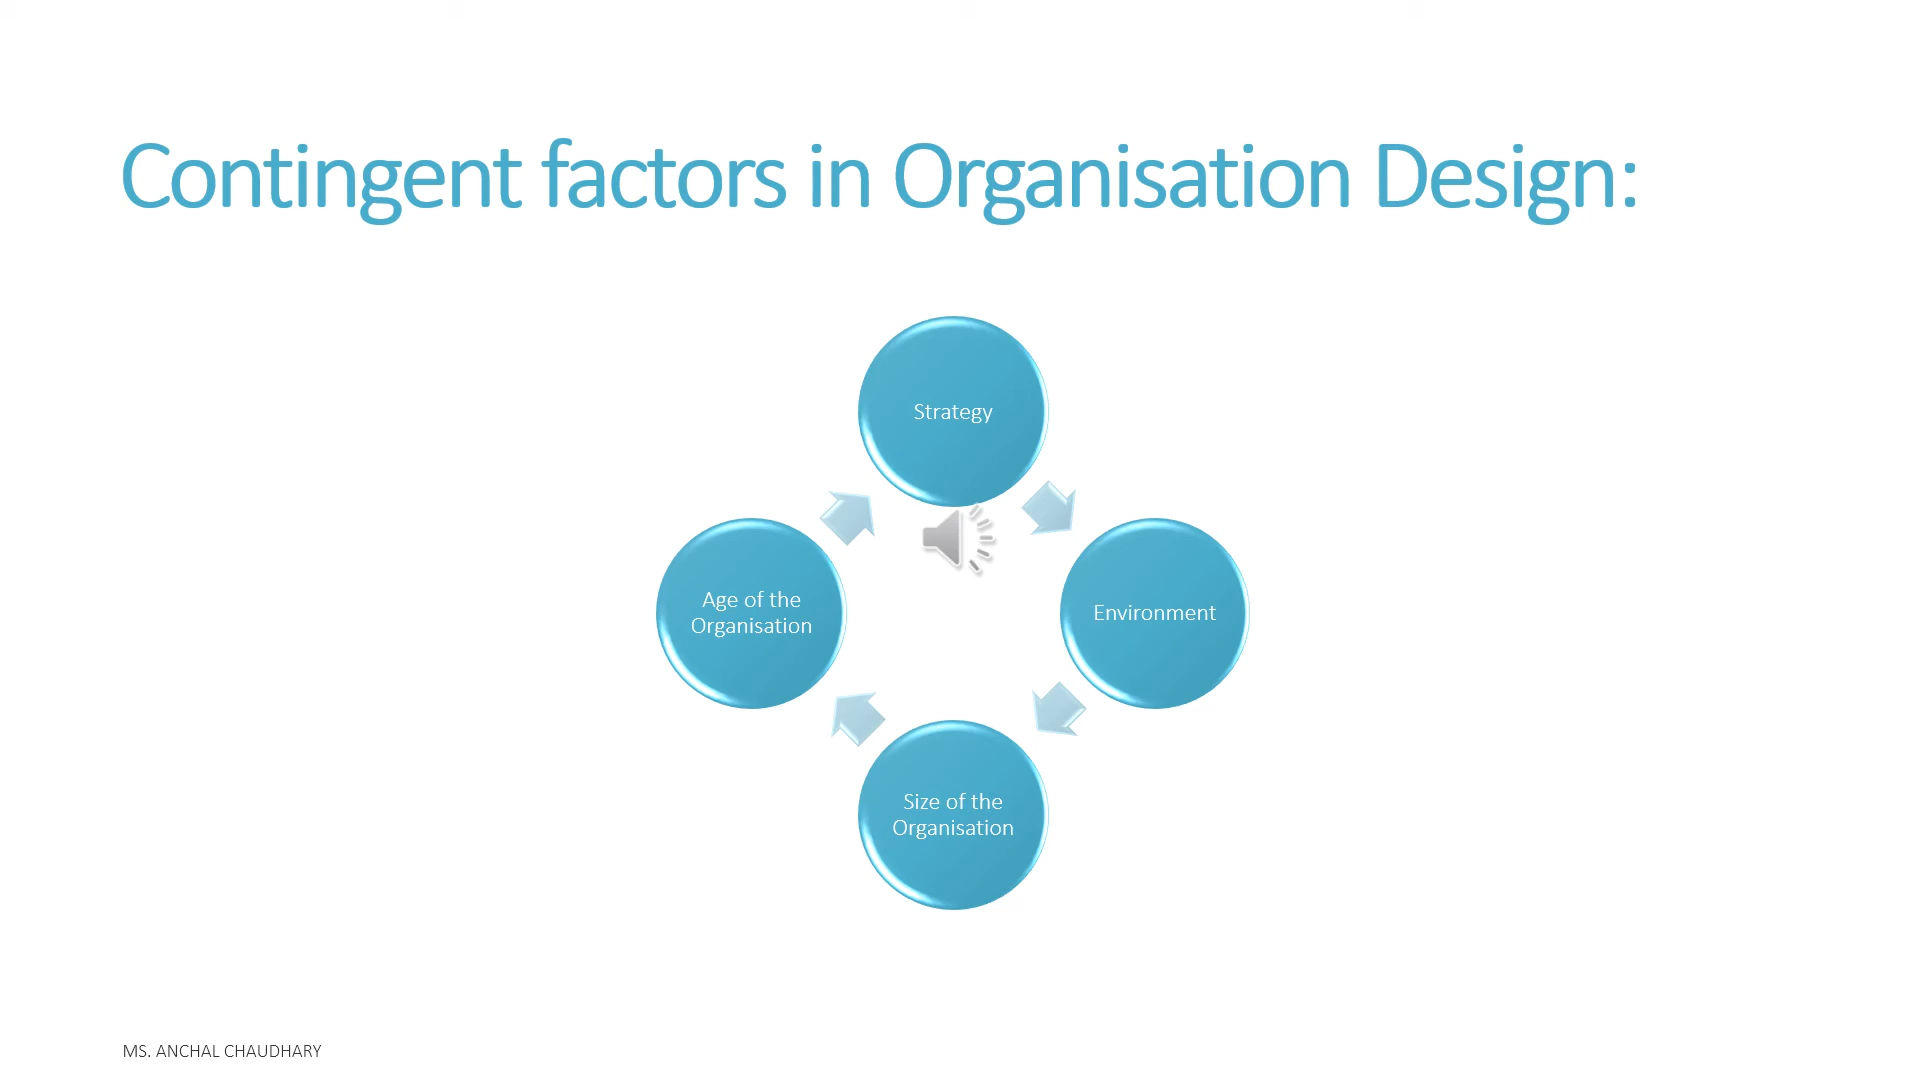 Contingent factors in Organisation Design:
Strategy
Environment
Size of the
Organisation
Age of the
Organisation
MS. ANCHAL CHAUDHARY